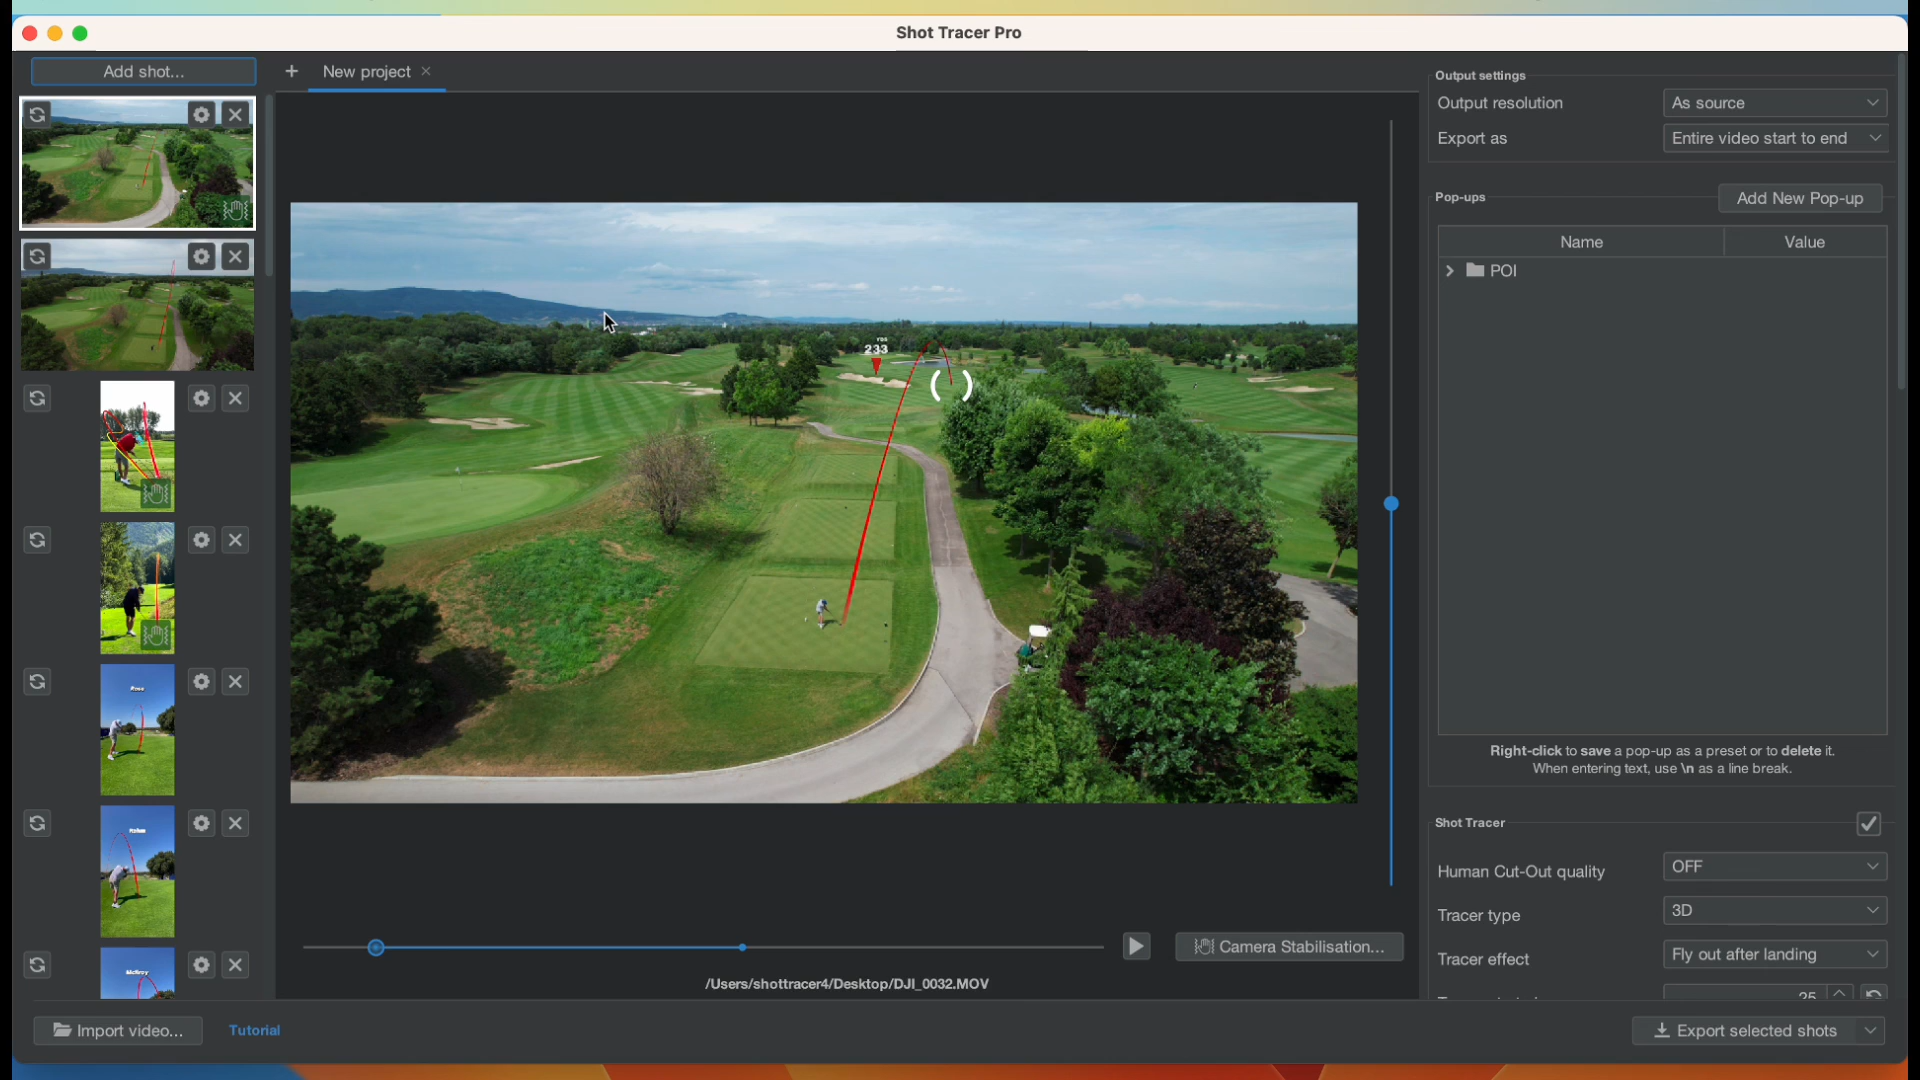 Shot Tracer Pro
Add shot...
New project
Output settings
Output resolution
As source
Export as
Entire video start to end
Pop-ups
Add New Pop-up
Name
Value
POI
YDS
233
Right-click to save a pop-up as a preset or to delete it.
When entering text, use \n as a line break.
Shot Tracer
Human Cut-Out quality
OFF
Tracer type
3D
Tracer effect
Fly out after landing
25
Camera Stabilisation...
/Users/shottracer4/Desktop/DJI_0032.MOV
Rose
McIlroy
Import video...
Tutorial
Export selected shots